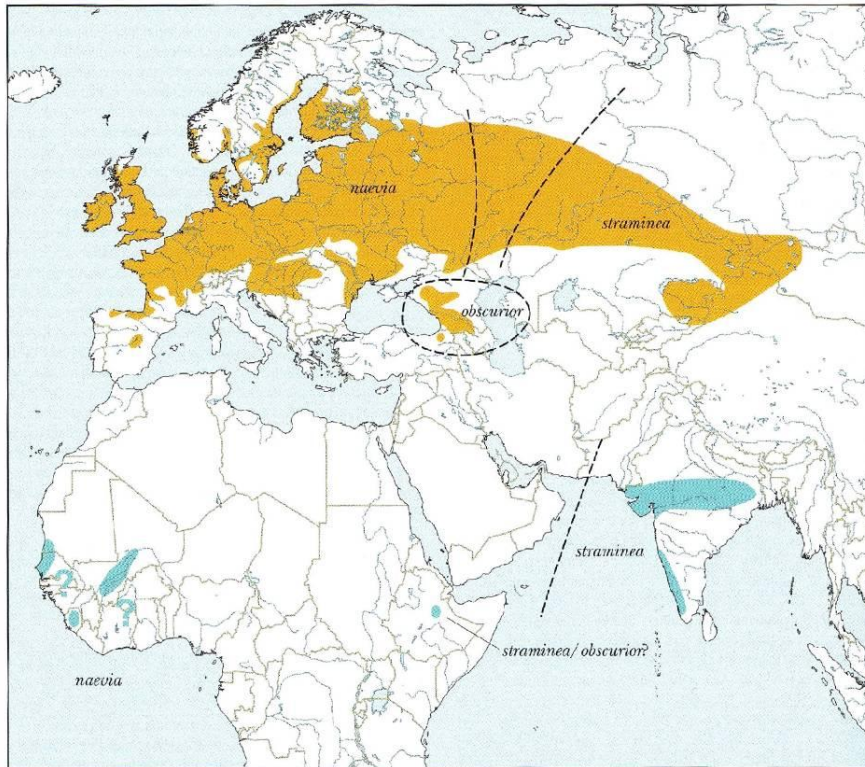 naevia
straminea
obscurior
straminea
?
?
straminea/obscurior?
naevia